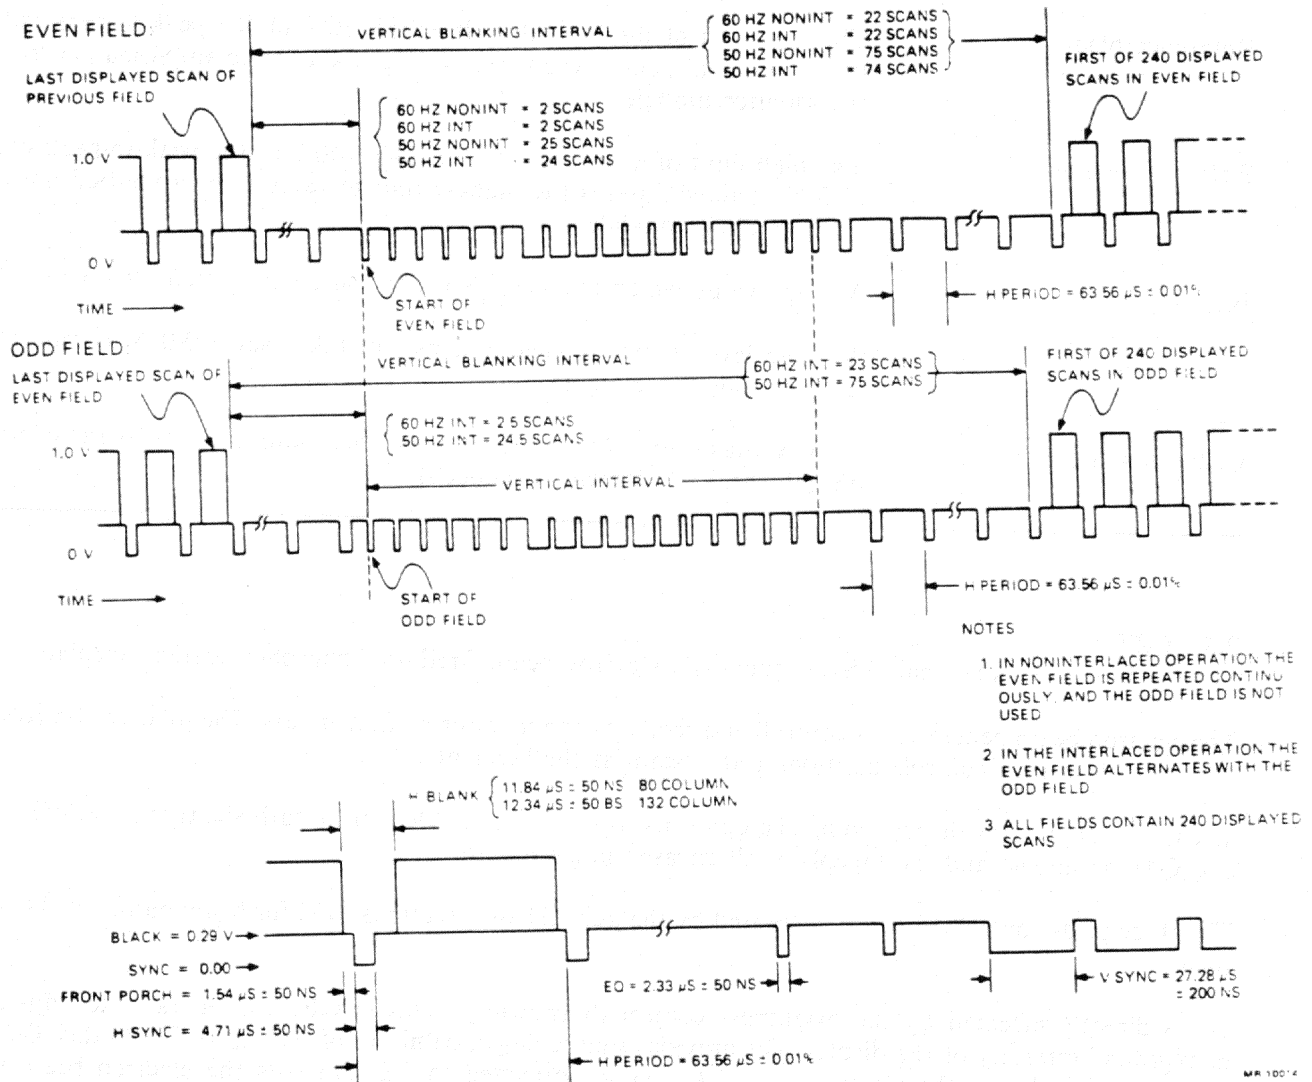 EVEN FIELD
VERTICAL BLANKING INTERVAL
60 HZ NONINT = 22 SCANS
60 HZ INT = 22 SCANS
50 HZ NONINT = 75 SCANS
50 HZ INT = 74 SCANS
LAST DISPLAYED SCAN OF
PREVIOUS FIELD
FIRST OF 240 DISPLAYED
SCANS IN EVEN FIELD
60 HZ NONINT = 2 SCANS
60 HZ INT = 2 SCANS
50 HZ NONINT = 25 SCANS
50 HZ INT = 24 SCANS
1.0 V
0 V
TIME
START OF
EVEN FIELD
H PERIOD = 63.56 µS ± 0.01%
ODD FIELD
LAST DISPLAYED SCAN OF
EVEN FIELD
VERTICAL BLANKING INTERVAL
60 HZ INT = 23 SCANS
50 HZ INT = 75 SCANS
FIRST OF 240 DISPLAYED
SCANS IN ODD FIELD
60 HZ INT = 2.5 SCANS
50 HZ INT = 24.5 SCANS
1.0 V
VERTICAL INTERVAL
0 V
TIME
START OF
ODD FIELD
H PERIOD = 63.56 µS ± 0.01%
NOTES
1. IN NONINTERLACED OPERATION THE
EVEN FIELD IS REPEATED CONTINU
OUSLY, AND THE ODD FIELD IS NOT
USED
2 IN THE INTERLACED OPERATION THE
EVEN FIELD ALTERNATES WITH THE
ODD FIELD
3 ALL FIELDS CONTAIN 240 DISPLAYED
SCANS
H BLANK
11.84 µS ± 50 NS 80 COLUMN
12.34 µS ± 50 BS 132 COLUMN
BLACK = 0.29 V
SYNC = 0.00
FRONT PORCH = 1.54 µS ± 50 NS
H SYNC = 4.71 µS ± 50 NS
EQ = 2.33 µS ± 50 NS
V SYNC = 27.28 µS
± 200 NS
H PERIOD = 63.56 µS ± 0.01%